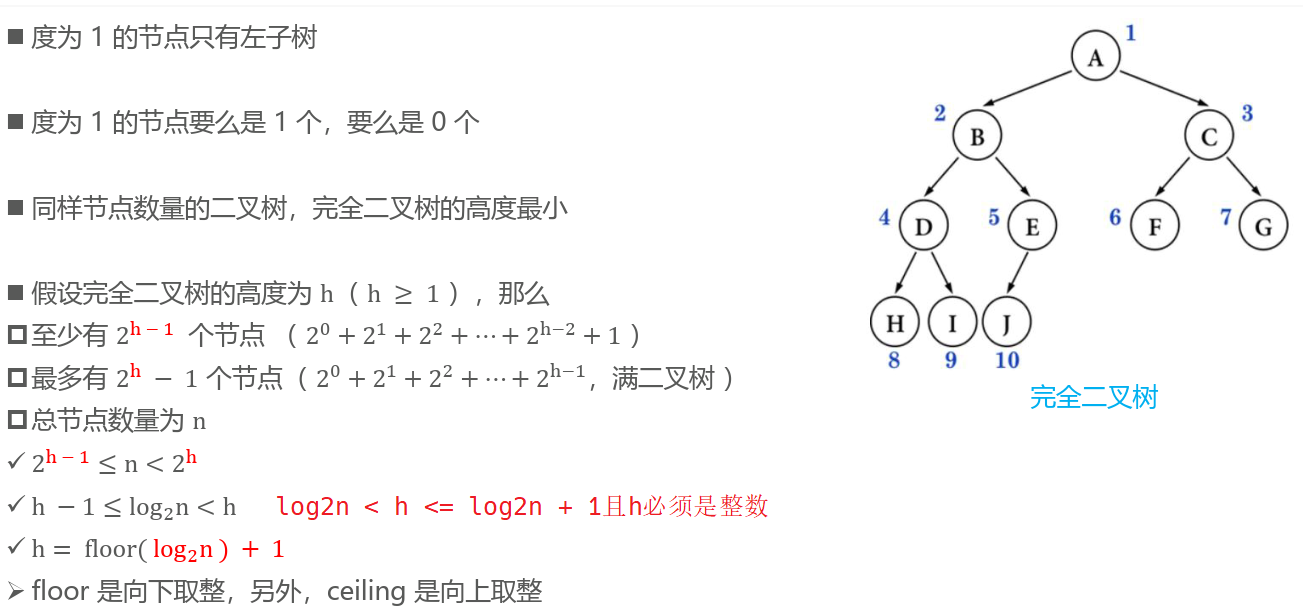 ■ 度为 1 的节点只有左子树
■ 度为 1 的节点要么是 1 个，要么是 0 个
■ 同样节点数量的二叉树，完全二叉树的高度最小
■ 假设完全二叉树的高度为 h（ h ≥ 1 ），那么
□ 至少有 2^(h − 1) 个节点 （ 2^0 + 2^1 + 2^2 + ⋯ + 2^(h−2) + 1 ）
□ 最多有 2^h − 1 个节点（ 2^0 + 2^1 + 2^2 + ⋯ + 2^(h−1)，满二叉树 ）
□ 总节点数量为 n
✓ 2^(h − 1) ≤ n < 2^h
✓ h − 1 ≤ log₂n < h log2n < h <= log2n + 1且h必须是整数
✓ h = floor( log₂n ) + 1
➢ floor 是向下取整，另外，ceiling 是向上取整
A 1
2 B C 3
4 D 5 E 6 F 7 G
H I J
8 9 10
完全二叉树